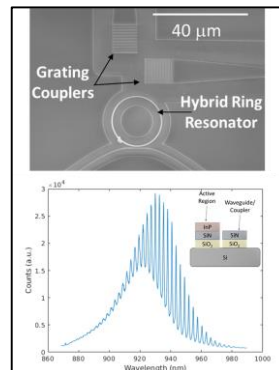 40 μm
Grating
Couplers
Hybrid Ring
Resonator
×10⁴
3
2.5
2
1.5
1
0.5
0
Counts (a.u.)
Active
Region
Waveguide/
Coupler
InP
SiN
SiN
SiO₂
SiO₂
Si
860
880
900
920
940
960
980
1000
Wavelength (nm)